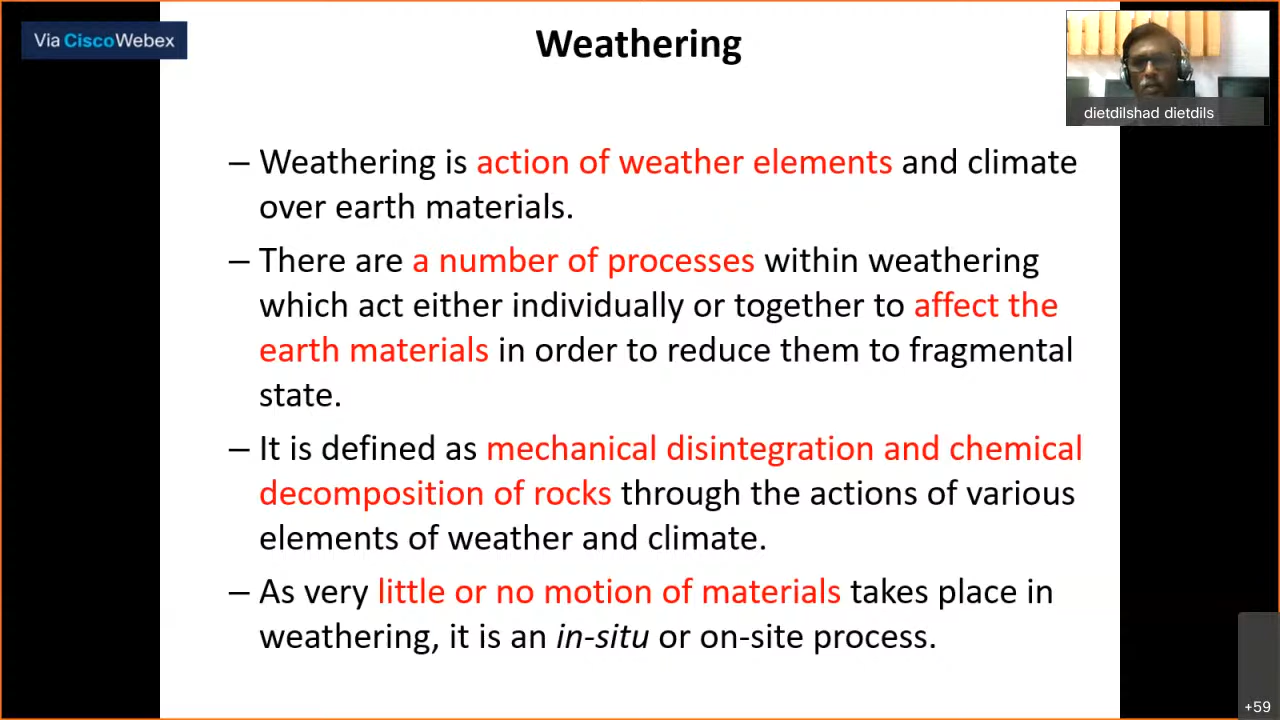 Via CiscoWebex
Weathering
dietdilshad dietdils
– Weathering is action of weather elements and climate
over earth materials.
– There are a number of processes within weathering
which act either individually or together to affect the
earth materials in order to reduce them to fragmental
state.
– It is defined as mechanical disintegration and chemical
decomposition of rocks through the actions of various
elements of weather and climate.
– As very little or no motion of materials takes place in
weathering, it is an in-situ or on-site process.
+59